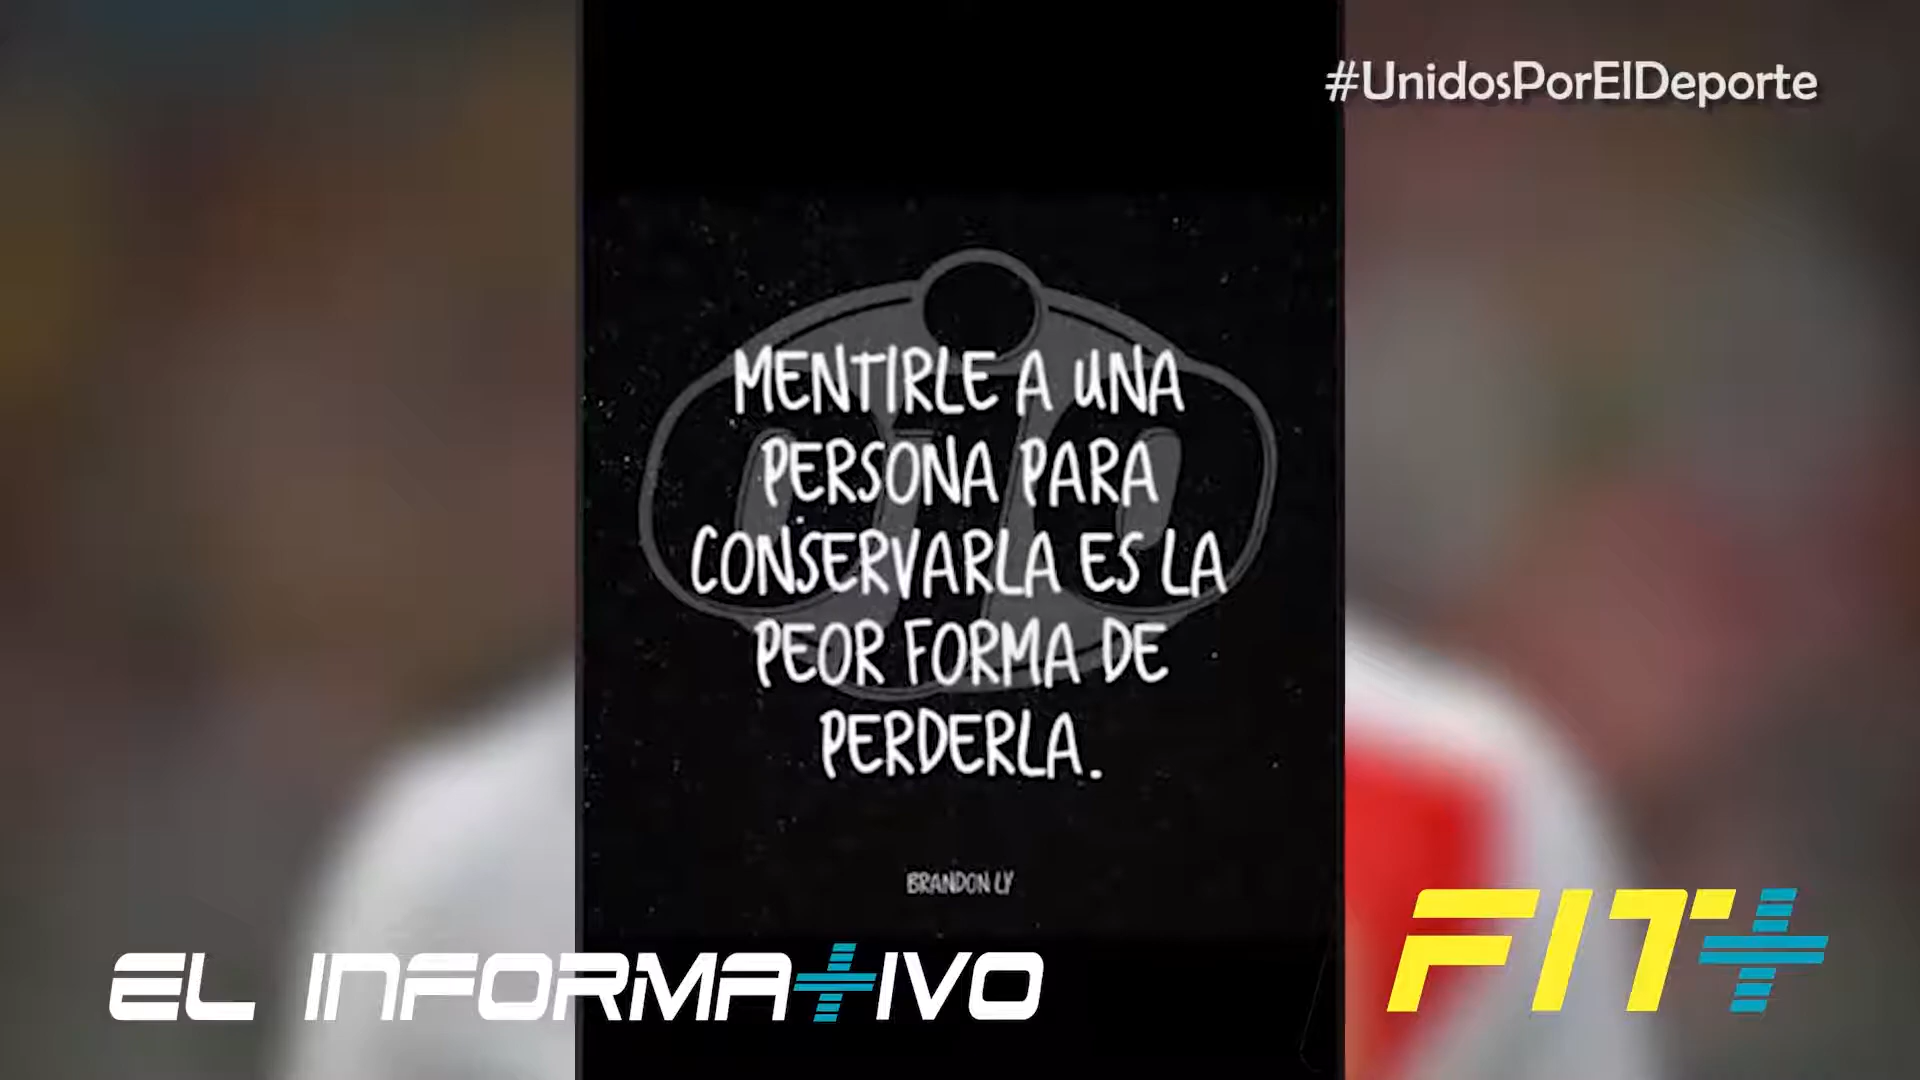 #UnidosPorElDeporte
MENTIRLE A UNA
PERSONA PARA
CONSERVARLA ES LA
PEOR FORMA DE
PERDERLA.
BRANDON LY
EL INFORMA+IVO
FIT+